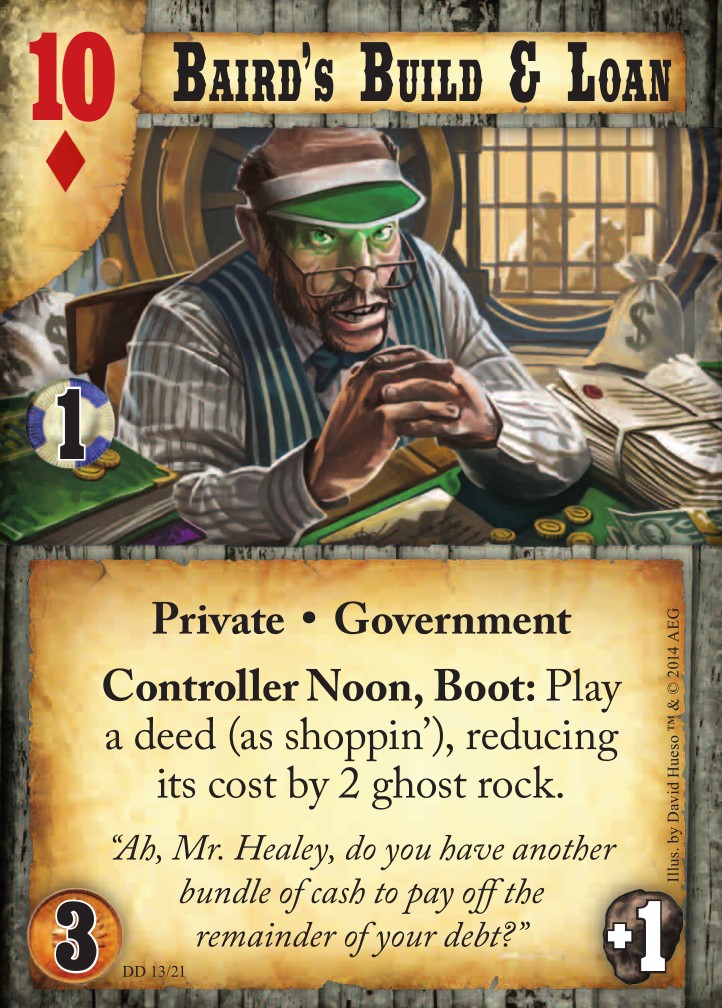 10
Baird's Build & Loan
$
$
1
Private • Government
Controller Noon, Boot: Play
a deed (as shoppin'), reducing
its cost by 2 ghost rock.
“Ah, Mr. Healey, do you have another
bundle of cash to pay off the
remainder of your debt?”
3
DD 13/21
+1
Illus. by David Hueso ™ & © 2014 AEG